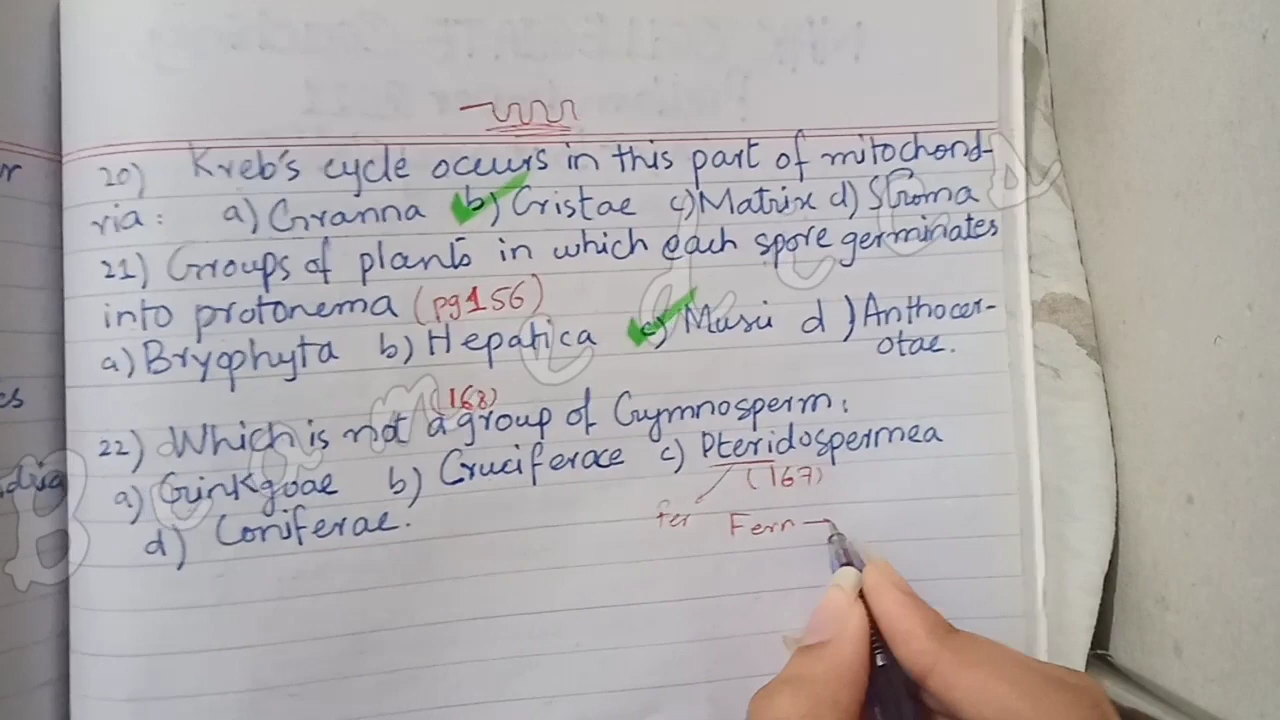 20) Kreb's cycle occurs in this part of mitochond-
ria: a) Granna b) Cristae c) Matrix d) Stroma
21) Groups of plants in which each spore germinates
into protonema (pg 156)
a) Bryophyta b) Hepatica c) Musci d) Anthocer-
otae.
(168)
22) Which is not a group of Gymnosperm:
a) Ginkgoae b) Cruciferace c) Pteridospermea
(167)
d) Coniferae.
fer Fern